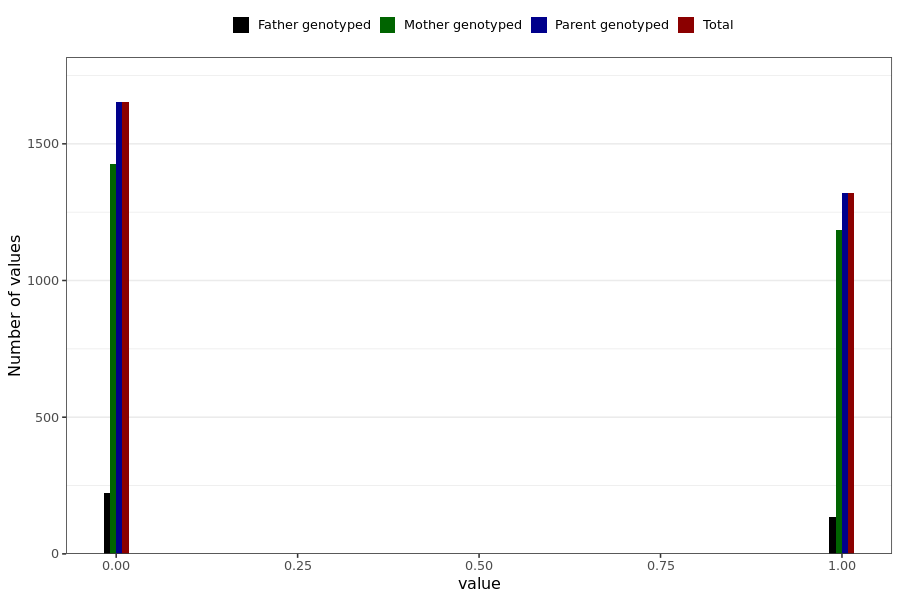 Father genotyped Mother genotyped Parent genotyped Total
Number of values
1500
1000
500
0
0.00 0.25 0.50 0.75 1.00
value